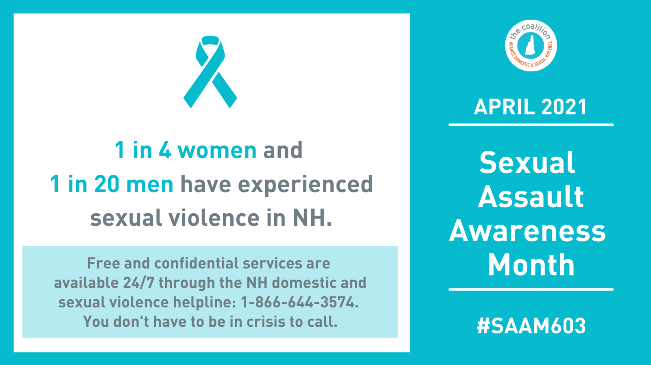 1 in 4 women and
1 in 20 men have experienced
sexual violence in NH.
Free and confidential services are
available 24/7 through the NH domestic and
sexual violence helpline: 1-866-644-3574.
You don't have to be in crisis to call.
the coalition
APRIL 2021
Sexual
Assault
Awareness
Month
#SAAM603